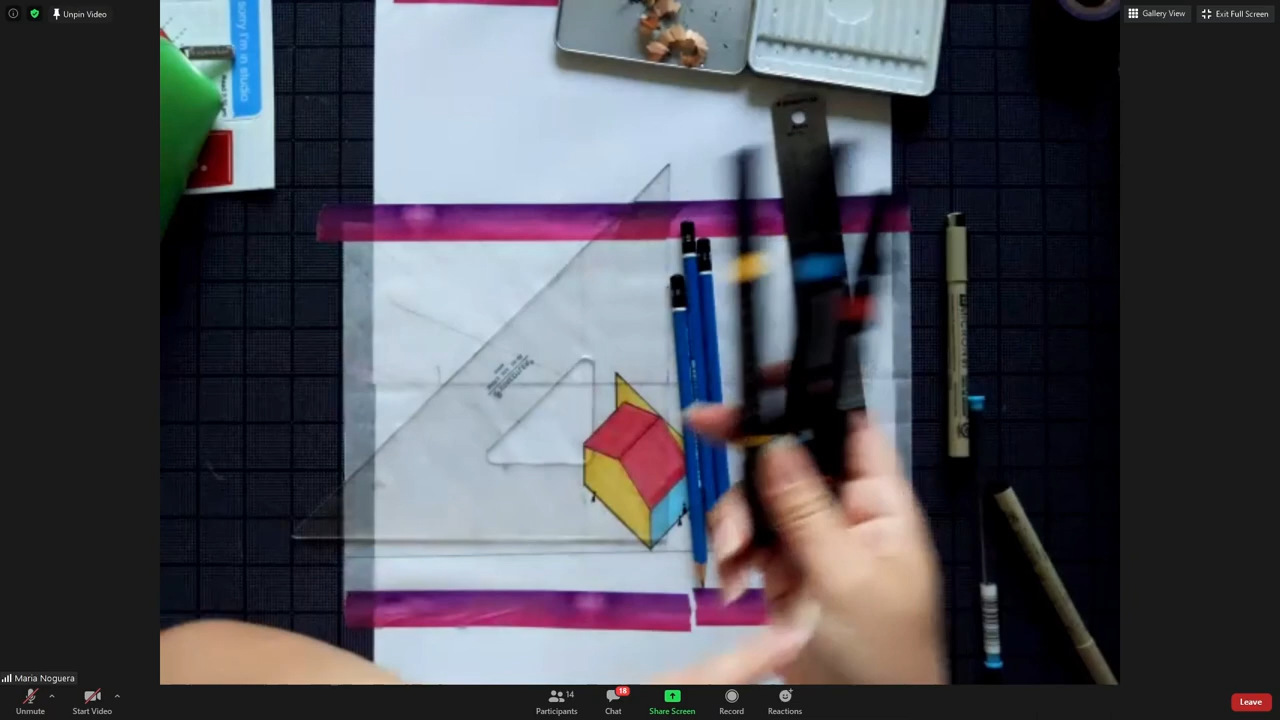 Unpin Video
Gallery View
Exit Full Screen
sorry I'm in studio
Maria Noguera
Unmute
Start Video
14
Participants
18
Chat
Share Screen
Record
Reactions
Leave